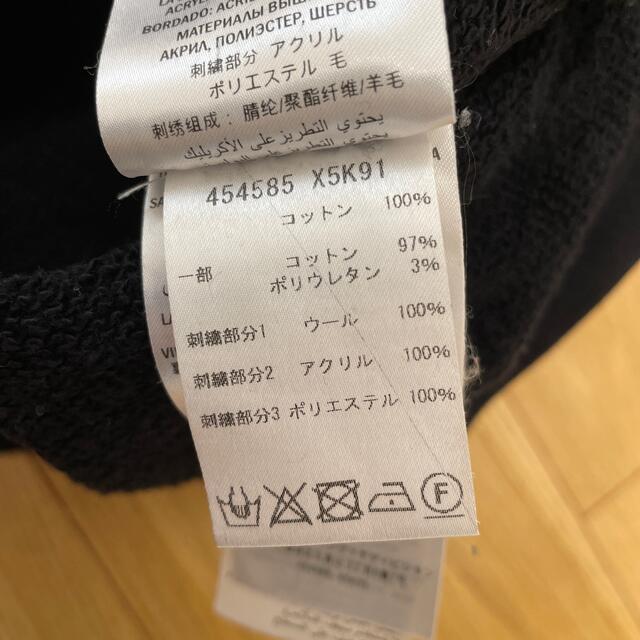 BORDADO: ACRIL
МАТЕРИАЛЫ ВЫШ
АКРИЛ, ПОЛИЭСТЕР, ШЕРСТЬ
刺繍部分 アクリル
ポリエステル 毛
刺绣组成: 腈纶/聚酯纤维/羊毛
يحتوي التطريز على الأكريليك
454585 X5K91
コットン 100%
一部 コットン 97%
ポリウレタン 3%
刺繍部分1 ウール 100%
刺繍部分2 アクリル 100%
刺繍部分3 ポリエステル 100%
F